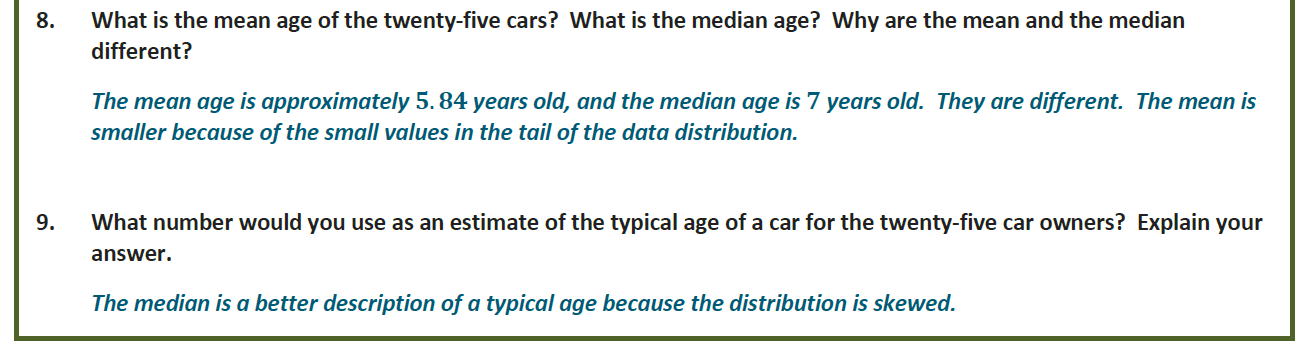 8. What is the mean age of the twenty-five cars? What is the median age? Why are the mean and the median
different?
The mean age is approximately 5.84 years old, and the median age is 7 years old. They are different. The mean is
smaller because of the small values in the tail of the data distribution.
9. What number would you use as an estimate of the typical age of a car for the twenty-five car owners? Explain your
answer.
The median is a better description of a typical age because the distribution is skewed.